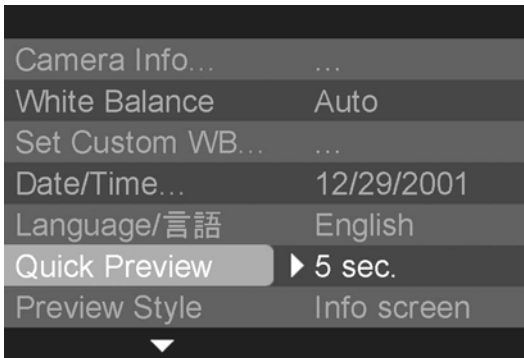 Camera Info... ...
White Balance Auto
Set Custom WB... ...
Date/Time... 12/29/2001
Language/言語 English
Quick Preview 5 sec.
Preview Style Info screen